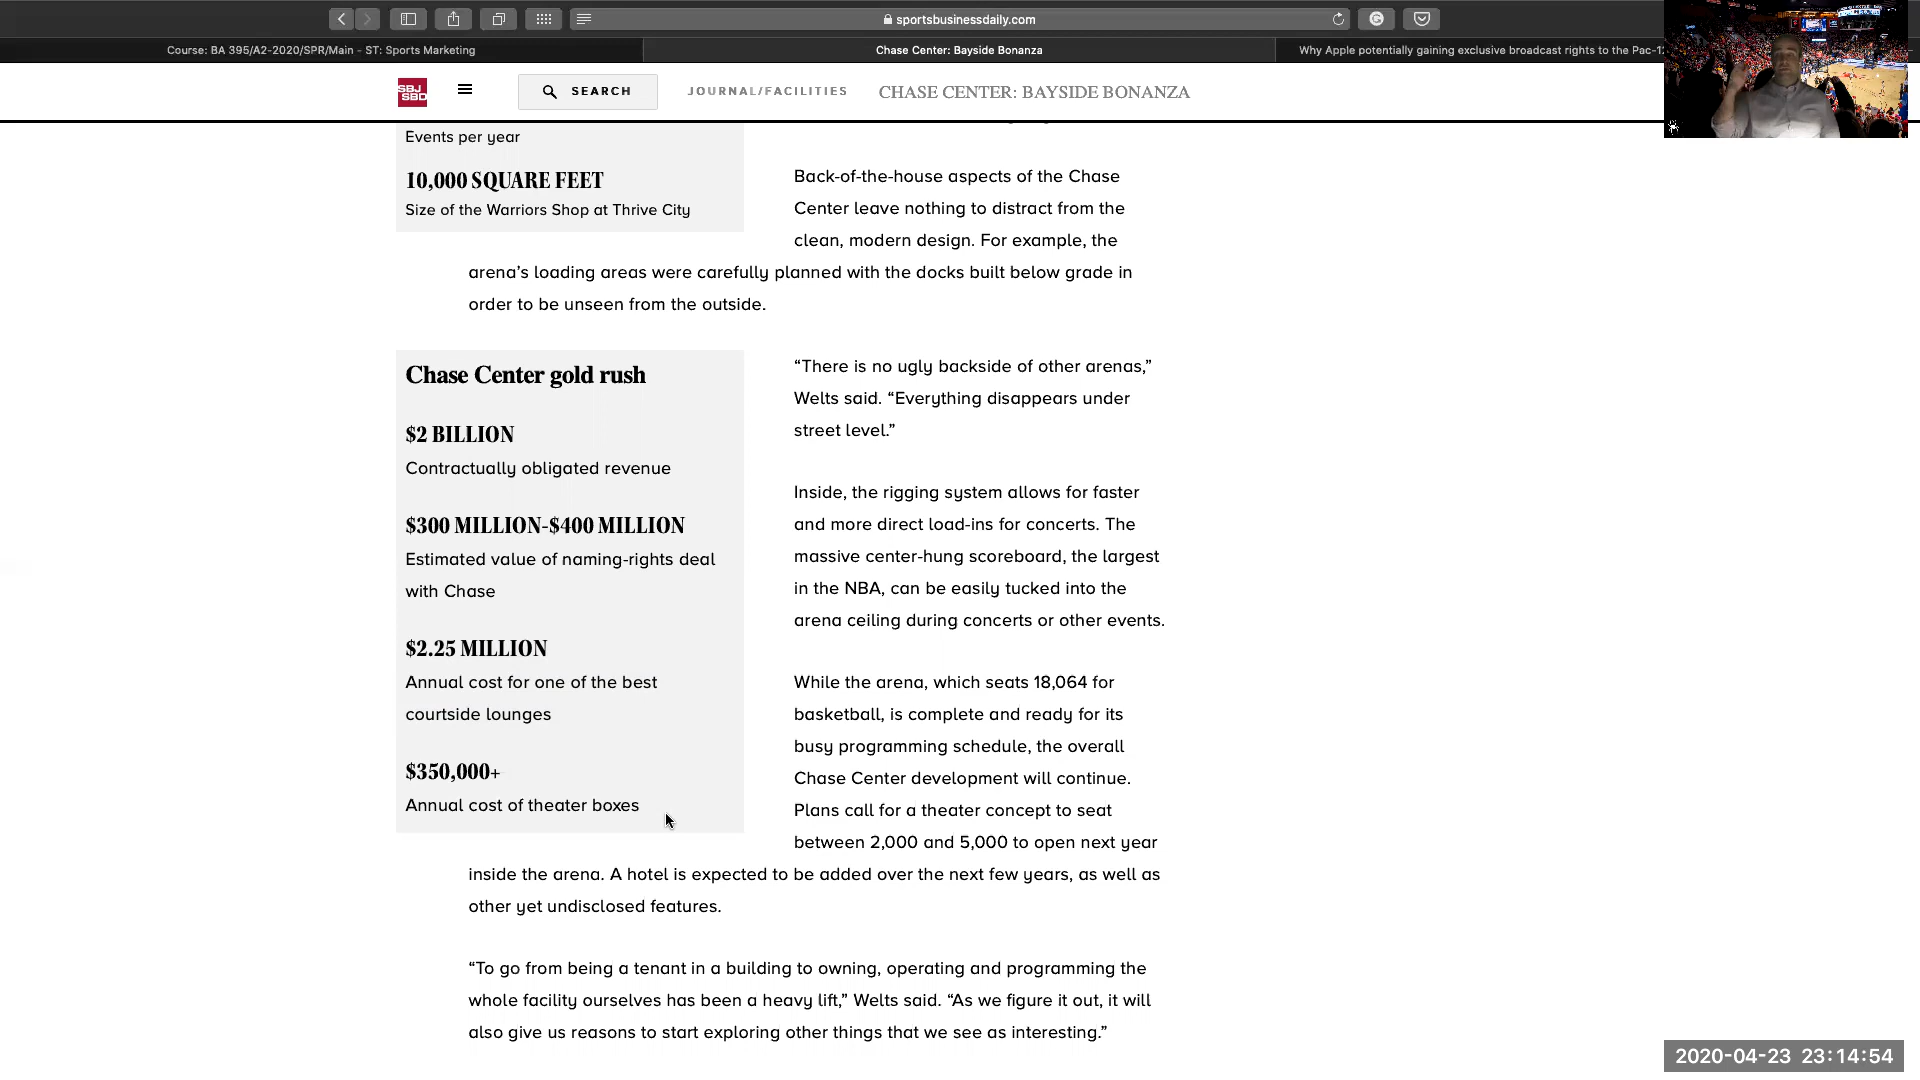 sportsbusinessdaily.com
Course: BA 395/A2-2020/SPR/Main - ST: Sports Marketing
Chase Center: Bayside Bonanza
Why Apple potentially gaining exclusive broadcast rights to the Pac-12
SBJ
SBD
SEARCH
JOURNAL/FACILITIES
CHASE CENTER: BAYSIDE BONANZA
Events per year
10,000 SQUARE FEET
Size of the Warriors Shop at Thrive City
Back-of-the-house aspects of the Chase
Center leave nothing to distract from the
clean, modern design. For example, the
arena’s loading areas were carefully planned with the docks built below grade in
order to be unseen from the outside.
Chase Center gold rush
$2 BILLION
Contractually obligated revenue
$300 MILLION-$400 MILLION
Estimated value of naming-rights deal
with Chase
$2.25 MILLION
Annual cost for one of the best
courtside lounges
$350,000+
Annual cost of theater boxes
“There is no ugly backside of other arenas,”
Welts said. “Everything disappears under
street level.”
Inside, the rigging system allows for faster
and more direct load-ins for concerts. The
massive center-hung scoreboard, the largest
in the NBA, can be easily tucked into the
arena ceiling during concerts or other events.
While the arena, which seats 18,064 for
basketball, is complete and ready for its
busy programming schedule, the overall
Chase Center development will continue.
Plans call for a theater concept to seat
between 2,000 and 5,000 to open next year
inside the arena. A hotel is expected to be added over the next few years, as well as
other yet undisclosed features.
“To go from being a tenant in a building to owning, operating and programming the
whole facility ourselves has been a heavy lift,” Welts said. “As we figure it out, it will
also give us reasons to start exploring other things that we see as interesting.”
2020-04-23 23:14:54